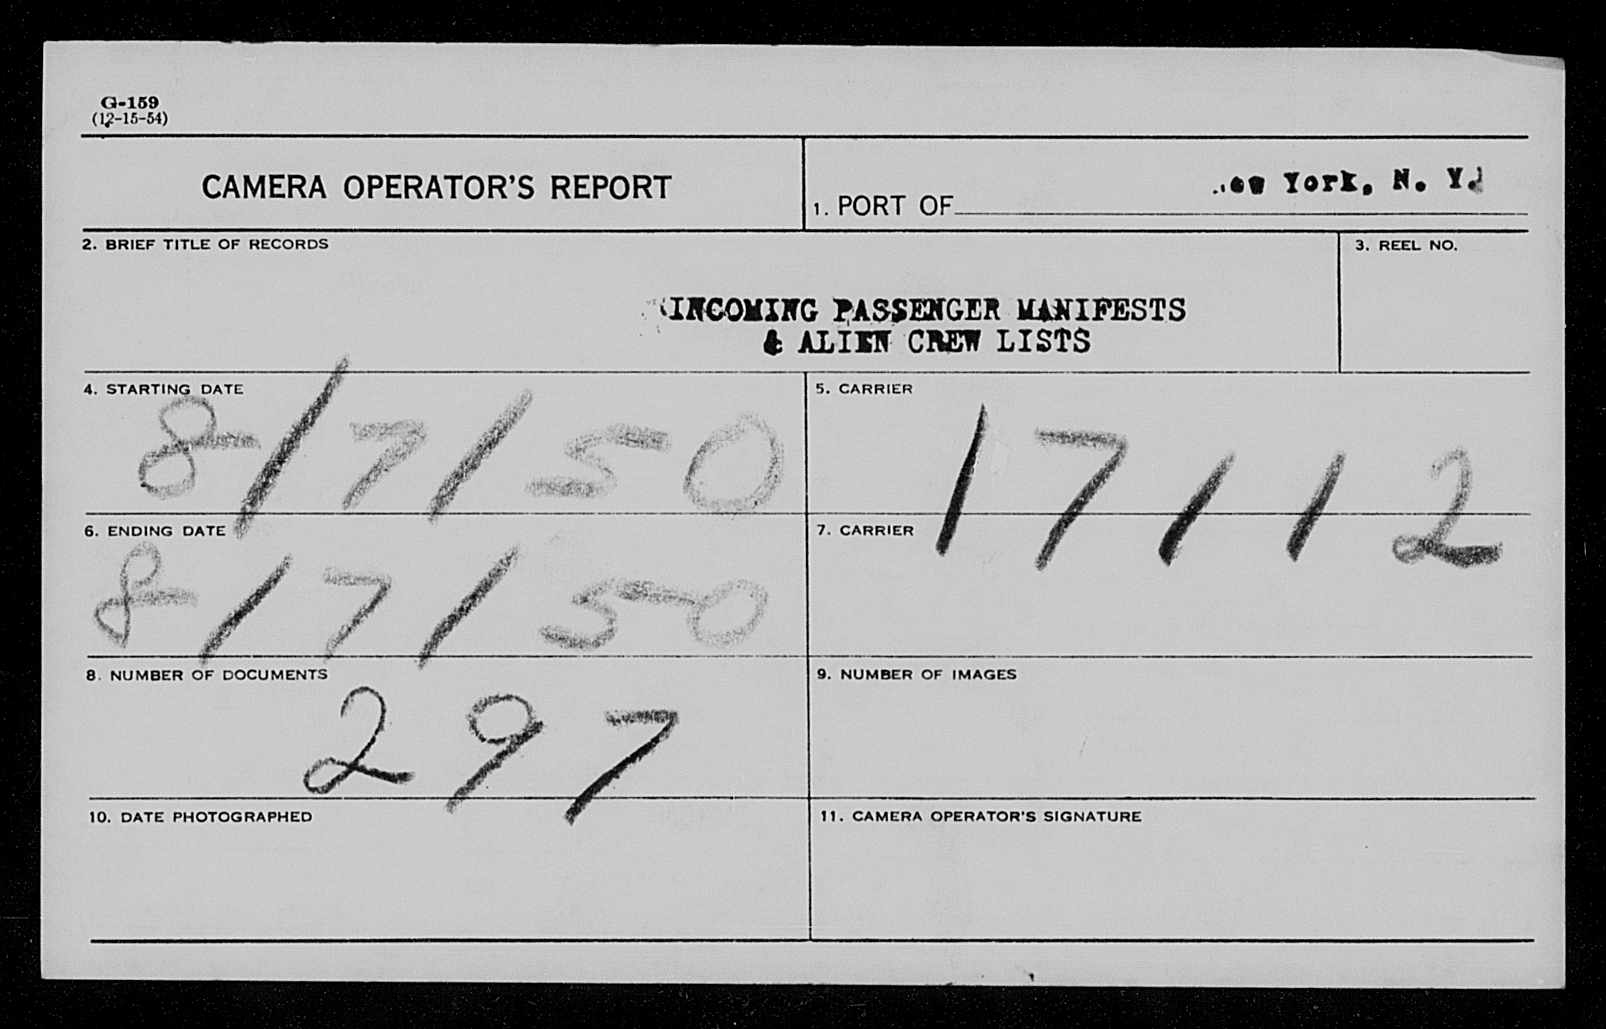 G-159
(12-15-54)
CAMERA OPERATOR'S REPORT
1. PORT OF New York, N. Y.
2. BRIEF TITLE OF RECORDS
3. REEL NO.
INCOMING PASSENGER MANIFESTS
& ALIEN CREW LISTS
4. STARTING DATE
8/7/50
5. CARRIER
17112
6. ENDING DATE
8/7/50
7. CARRIER
8. NUMBER OF DOCUMENTS
297
9. NUMBER OF IMAGES
10. DATE PHOTOGRAPHED
11. CAMERA OPERATOR'S SIGNATURE